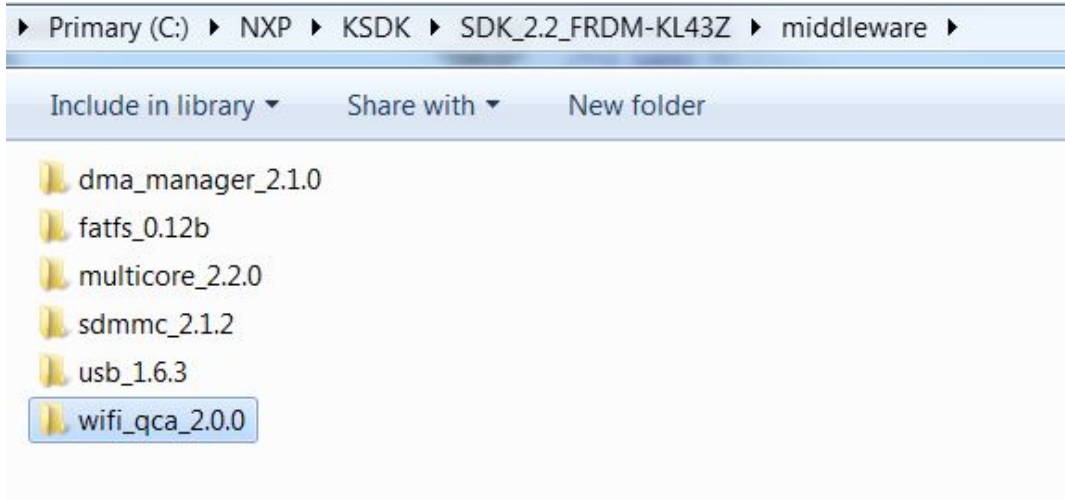 Primary (C:) NXP KSDK SDK_2.2_FRDM-KL43Z middleware
Include in library Share with New folder
dma_manager_2.1.0
fatfs_0.12b
multicore_2.2.0
sdmmc_2.1.2
usb_1.6.3
wifi_qca_2.0.0